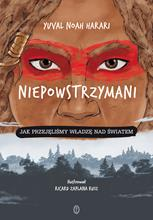 YUVAL NOAH HARARI
NIEPOWSTRZYMANI
JAK PRZEJĘLIŚMY WŁADZĘ NAD ŚWIATEM
Ilustrował
RICARD ZAPLANA RUIZ